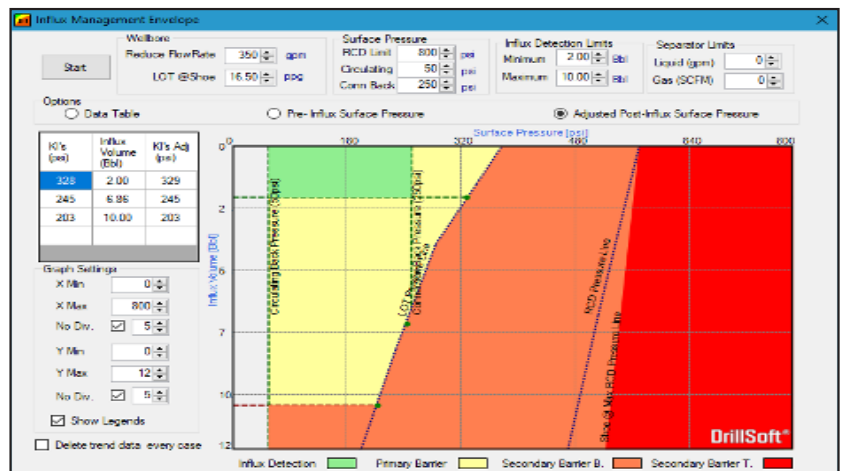 Influx Management Envelope
Wellbore
Reduce FlowRate 350 gpm
LOT @Shoe 16.50 ppg
Start
Surface Pressure
RCD Limit 800 psi
Circulating 50 psi
Conn Back 250 psi
Influx Detection Limits
Minimum 2.00 Bbl
Maximum 10.00 Bbl
Separator Limits
Liquid (gpm) 0
Gas (SCFM) 0
Options
Data Table
Pre-Influx Surface Pressure
Adjusted Post-Influx Surface Pressure
KI's (psi) Influx Volume (Bbl) KI's Adj (psi)
328 2.00 329
245 6.86 245
203 10.00 203
Graph Settings
X Min 0
X Max 800
No Div. 5
Y Min 0
Y Max 12
No Div. 5
Show Legends
Delete trend data every case
Surface Pressure [psi]
0 160 320 480 640 800
Influx Volume [Bbl]
0
2
7
10
12
Circulating Back Pressure [50psi]
RCD Pressure Line
RCD Pressure Line
DrillSoft
Influx Detection
Primary Barrier
Secondary Barrier B.
Secondary Barrier T.